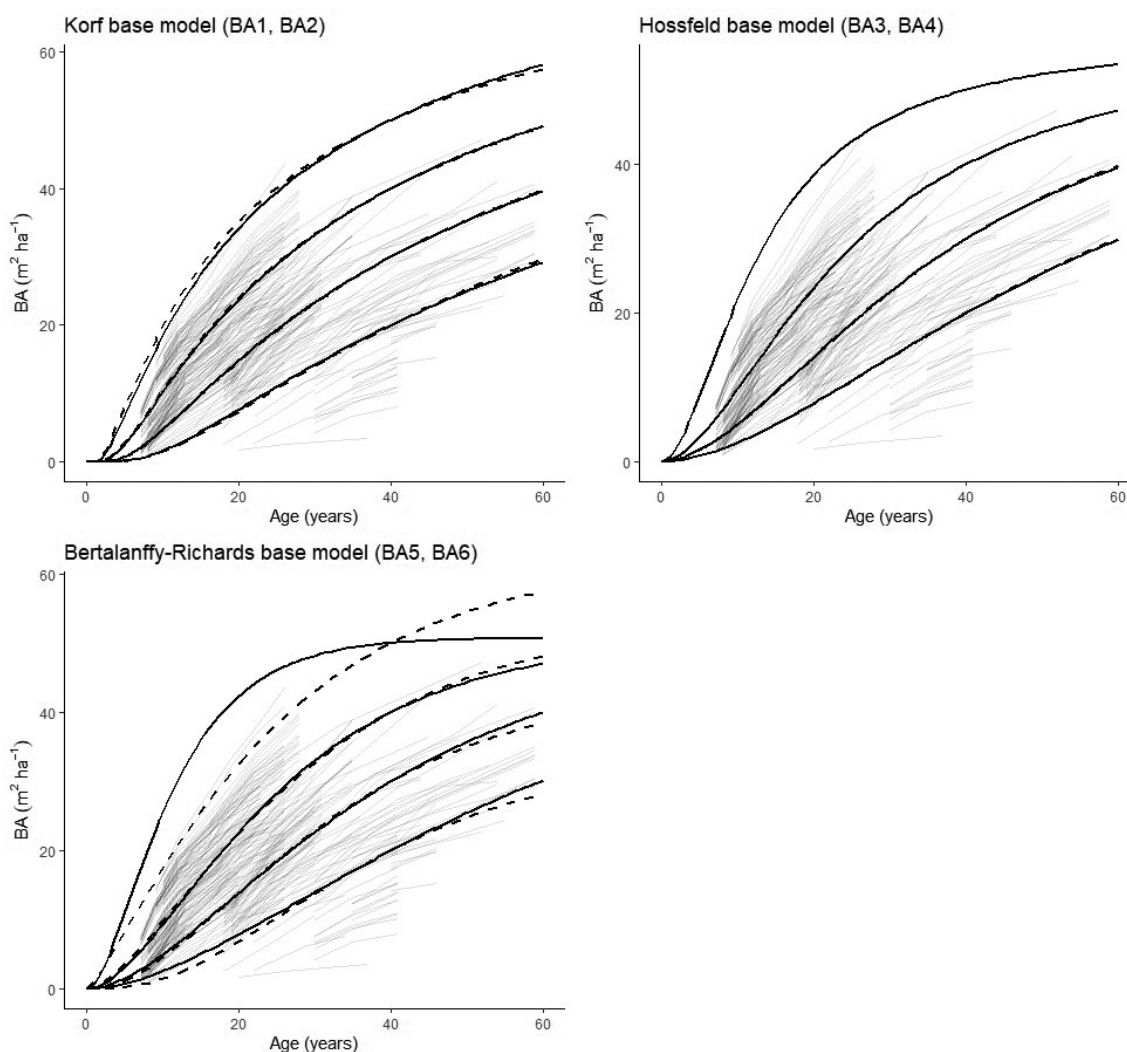 Korf base model (BA1, BA2)
60
40
20
0
BA (m² ha⁻¹)
0 20 40 60
Age (years)
Hossfeld base model (BA3, BA4)
40
20
0
BA (m² ha⁻¹)
0 20 40 60
Age (years)
Bertalanffy-Richards base model (BA5, BA6)
60
40
20
0
BA (m² ha⁻¹)
0 20 40 60
Age (years)